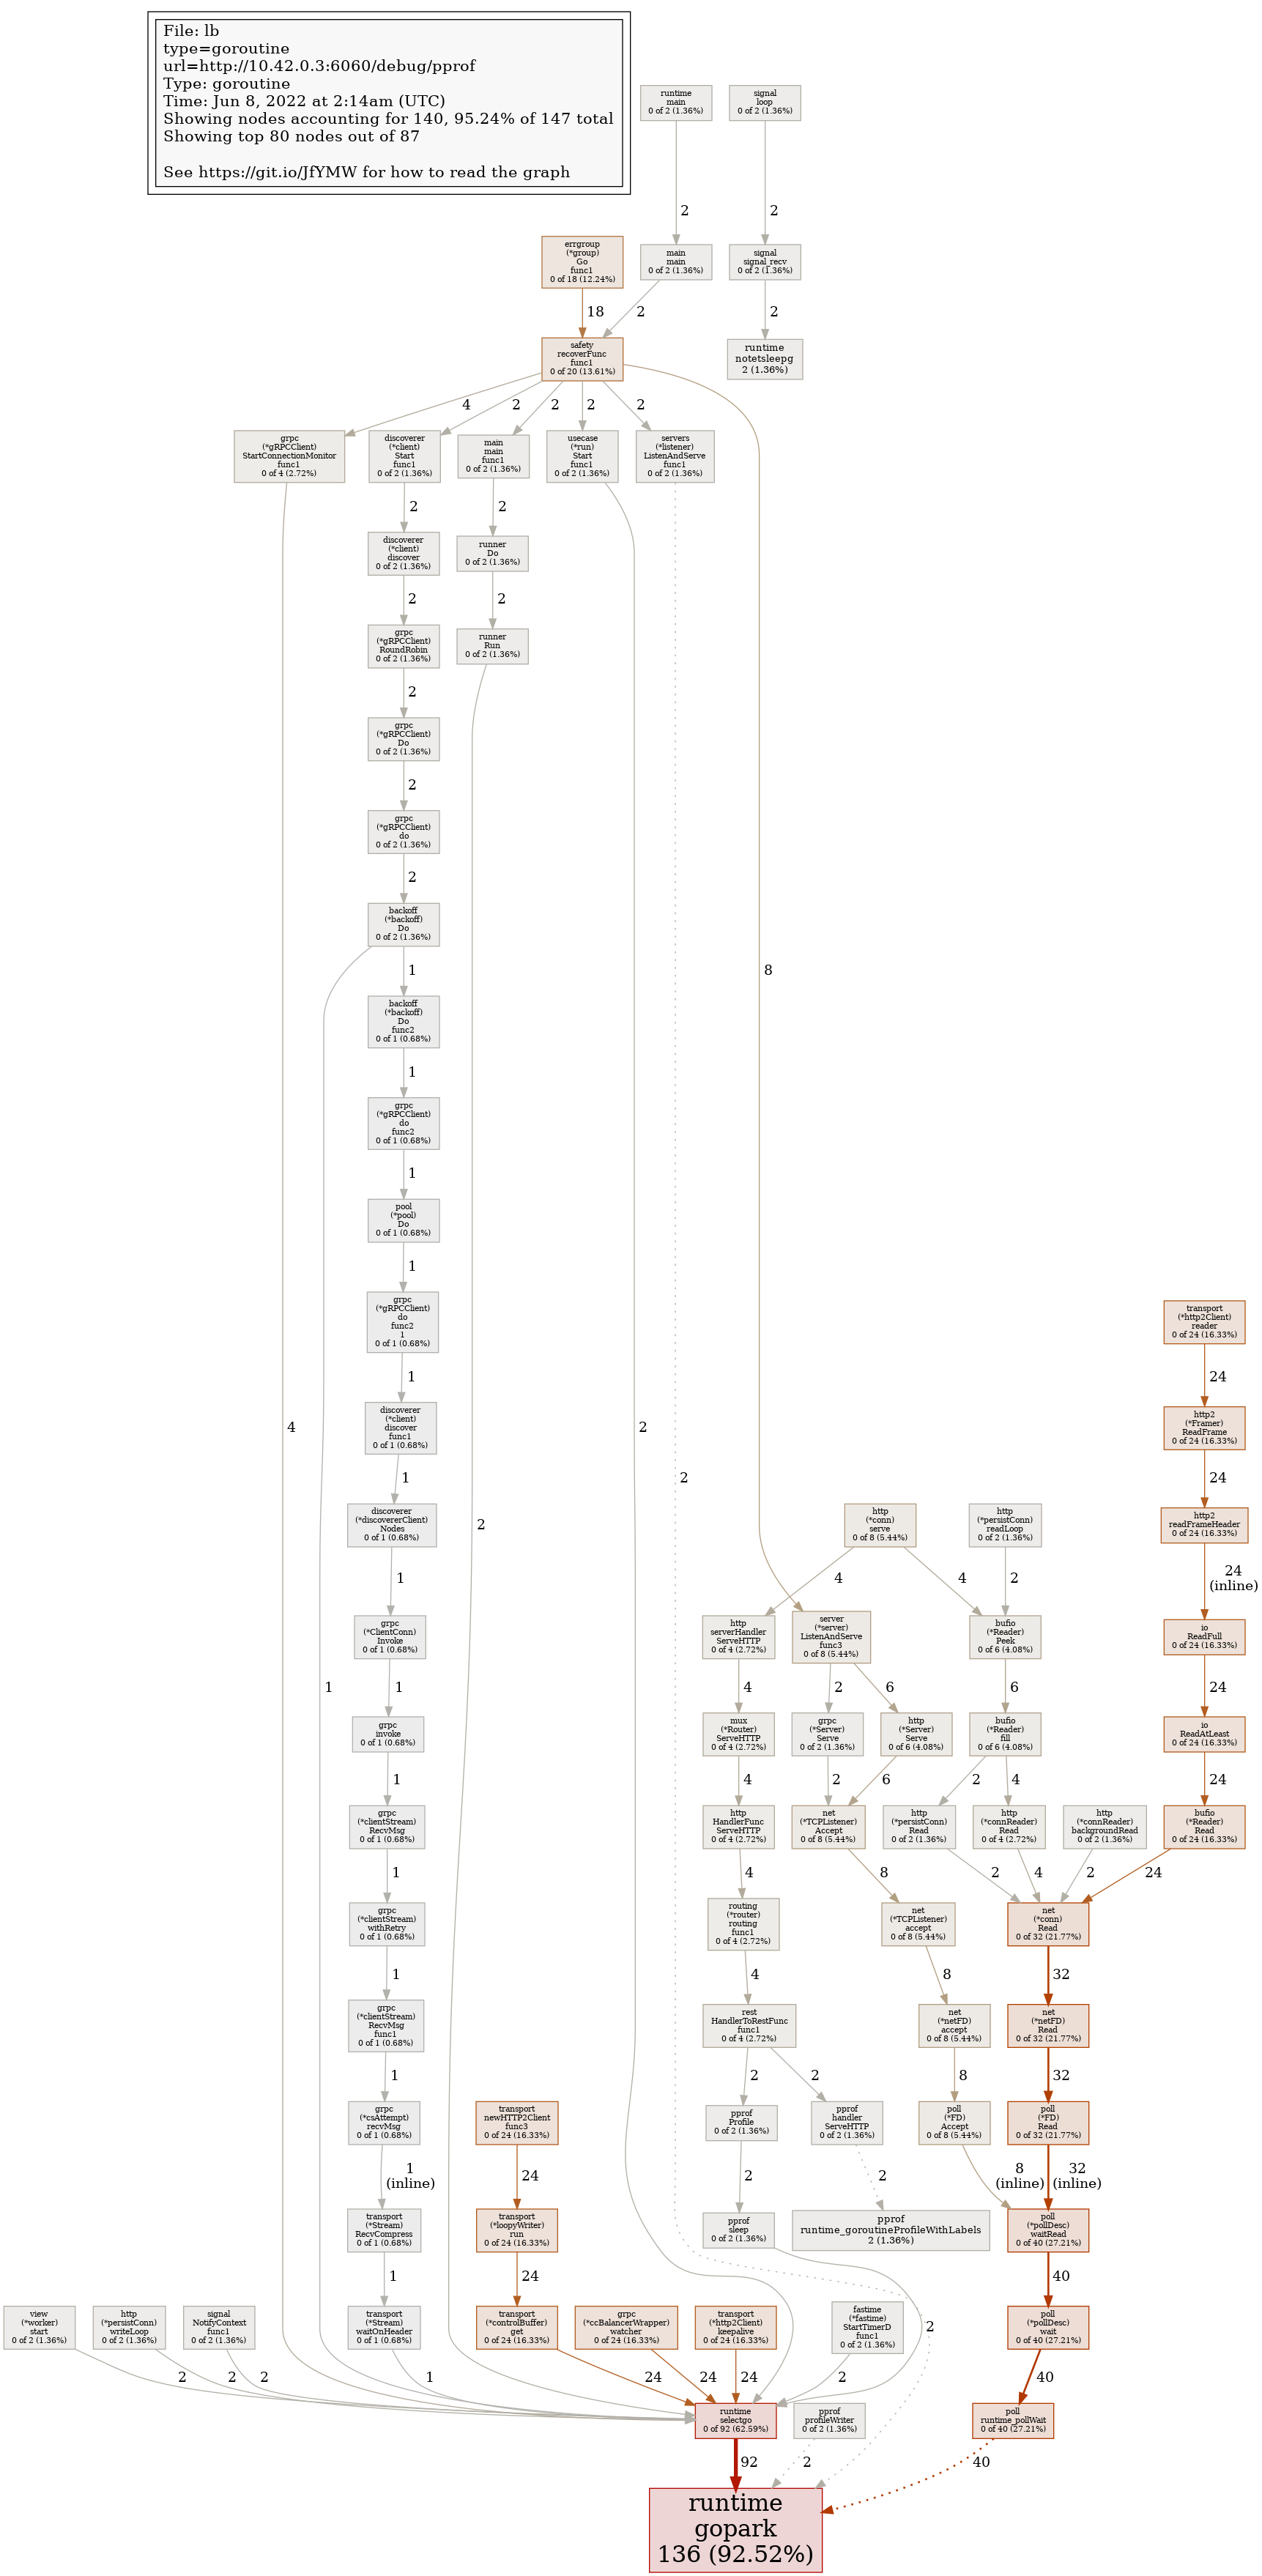 File: lb
type=goroutine
url=http://10.42.0.3:6060/debug/pprof
Type: goroutine
Time: Jun 8, 2022 at 2:14am (UTC)
Showing nodes accounting for 140, 95.24% of 147 total
Showing top 80 nodes out of 87
See https://git.io/JfYMW for how to read the graph
runtime
main
0 of 2 (1.36%)
signal
loop
0 of 2 (1.36%)
2
2
errgroup
(*group)
Go
func1
0 of 18 (12.24%)
main
main
0 of 2 (1.36%)
signal
signal_recv
0 of 2 (1.36%)
18
2
2
safety
recoverFunc
func1
0 of 20 (13.61%)
runtime
notetsleepg
2 (1.36%)
4
2
2
2
2
grpc
(*gRPCClient)
StartConnectionMonitor
func1
0 of 4 (2.72%)
discoverer
(*client)
Start
func1
0 of 2 (1.36%)
main
main
func1
0 of 2 (1.36%)
usecase
(*run)
Start
func1
0 of 2 (1.36%)
servers
(*listener)
ListenAndServe
func1
0 of 2 (1.36%)
2
2
discoverer
(*client)
discover
0 of 2 (1.36%)
runner
Do
0 of 2 (1.36%)
2
2
grpc
(*gRPCClient)
RoundRobin
0 of 2 (1.36%)
runner
Run
0 of 2 (1.36%)
2
grpc
(*gRPCClient)
Do
0 of 2 (1.36%)
2
grpc
(*gRPCClient)
do
0 of 2 (1.36%)
2
backoff
(*backoff)
Do
0 of 2 (1.36%)
1
8
backoff
(*backoff)
Do
func2
0 of 1 (0.68%)
1
grpc
(*gRPCClient)
do
func2
0 of 1 (0.68%)
1
pool
(*pool)
Do
0 of 1 (0.68%)
1
grpc
(*gRPCClient)
do
func2
1
0 of 1 (0.68%)
transport
(*http2Client)
reader
0 of 24 (16.33%)
1
24
discoverer
(*client)
discover
func1
0 of 1 (0.68%)
http2
(*Framer)
ReadFrame
0 of 24 (16.33%)
4
2
1
2
24
discoverer
(*discovererClient)
Nodes
0 of 1 (0.68%)
2
http
(*conn)
serve
0 of 8 (5.44%)
http
(*persistConn)
readLoop
0 of 2 (1.36%)
http2
readFrameHeader
0 of 24 (16.33%)
1
4
4
2
24
(inline)
grpc
(*ClientConn)
Invoke
0 of 1 (0.68%)
http
serverHandler
ServeHTTP
0 of 4 (2.72%)
server
(*server)
ListenAndServe
func3
0 of 8 (5.44%)
bufio
(*Reader)
Peek
0 of 6 (4.08%)
io
ReadFull
0 of 24 (16.33%)
1
1
4
2
6
6
24
grpc
invoke
0 of 1 (0.68%)
mux
(*Router)
ServeHTTP
0 of 4 (2.72%)
grpc
(*Server)
Serve
0 of 2 (1.36%)
http
(*Server)
Serve
0 of 6 (4.08%)
bufio
(*Reader)
fill
0 of 6 (4.08%)
io
ReadAtLeast
0 of 24 (16.33%)
1
4
2
6
2
4
24
grpc
(*clientStream)
RecvMsg
0 of 1 (0.68%)
http
HandlerFunc
ServeHTTP
0 of 4 (2.72%)
net
(*TCPListener)
Accept
0 of 8 (5.44%)
http
(*persistConn)
Read
0 of 2 (1.36%)
http
(*connReader)
Read
0 of 4 (2.72%)
http
(*connReader)
backgroundRead
0 of 2 (1.36%)
bufio
(*Reader)
Read
0 of 24 (16.33%)
1
4
8
2
4
2
24
grpc
(*clientStream)
withRetry
0 of 1 (0.68%)
routing
(*router)
routing
func1
0 of 4 (2.72%)
net
(*TCPListener)
accept
0 of 8 (5.44%)
net
(*conn)
Read
0 of 32 (21.77%)
1
4
8
32
grpc
(*clientStream)
RecvMsg
func1
0 of 1 (0.68%)
rest
HandlerToRestFunc
func1
0 of 4 (2.72%)
net
(*netFD)
accept
0 of 8 (5.44%)
net
(*netFD)
Read
0 of 32 (21.77%)
1
2
2
8
32
grpc
(*csAttempt)
recvMsg
0 of 1 (0.68%)
transport
newHTTP2Client
func3
0 of 24 (16.33%)
pprof
Profile
0 of 2 (1.36%)
pprof
handler
ServeHTTP
0 of 2 (1.36%)
poll
(*FD)
Accept
0 of 8 (5.44%)
poll
(*FD)
Read
0 of 32 (21.77%)
1
(inline)
24
2
2
8
(inline)
32
(inline)
transport
(*Stream)
RecvCompress
0 of 1 (0.68%)
transport
(*loopyWriter)
run
0 of 24 (16.33%)
pprof
sleep
0 of 2 (1.36%)
pprof
runtime_goroutineProfileWithLabels
2 (1.36%)
poll
(*pollDesc)
waitRead
0 of 40 (27.21%)
1
24
40
view
(*worker)
start
0 of 2 (1.36%)
http
(*persistConn)
writeLoop
0 of 2 (1.36%)
signal
NotifyContext
func1
0 of 2 (1.36%)
transport
(*Stream)
waitOnHeader
0 of 1 (0.68%)
transport
(*controlBuffer)
get
0 of 24 (16.33%)
grpc
(*ccBalancerWrapper)
watcher
0 of 24 (16.33%)
transport
(*http2Client)
keepalive
0 of 24 (16.33%)
fastime
(*fastime)
StartTimerD
func1
0 of 2 (1.36%)
2
poll
(*pollDesc)
wait
0 of 40 (27.21%)
2
2
2
1
24
24
24
2
40
runtime
selectgo
0 of 92 (62.59%)
pprof
profileWriter
0 of 2 (1.36%)
poll
runtime_pollWait
0 of 40 (27.21%)
92
2
40
runtime
gopark
136 (92.52%)